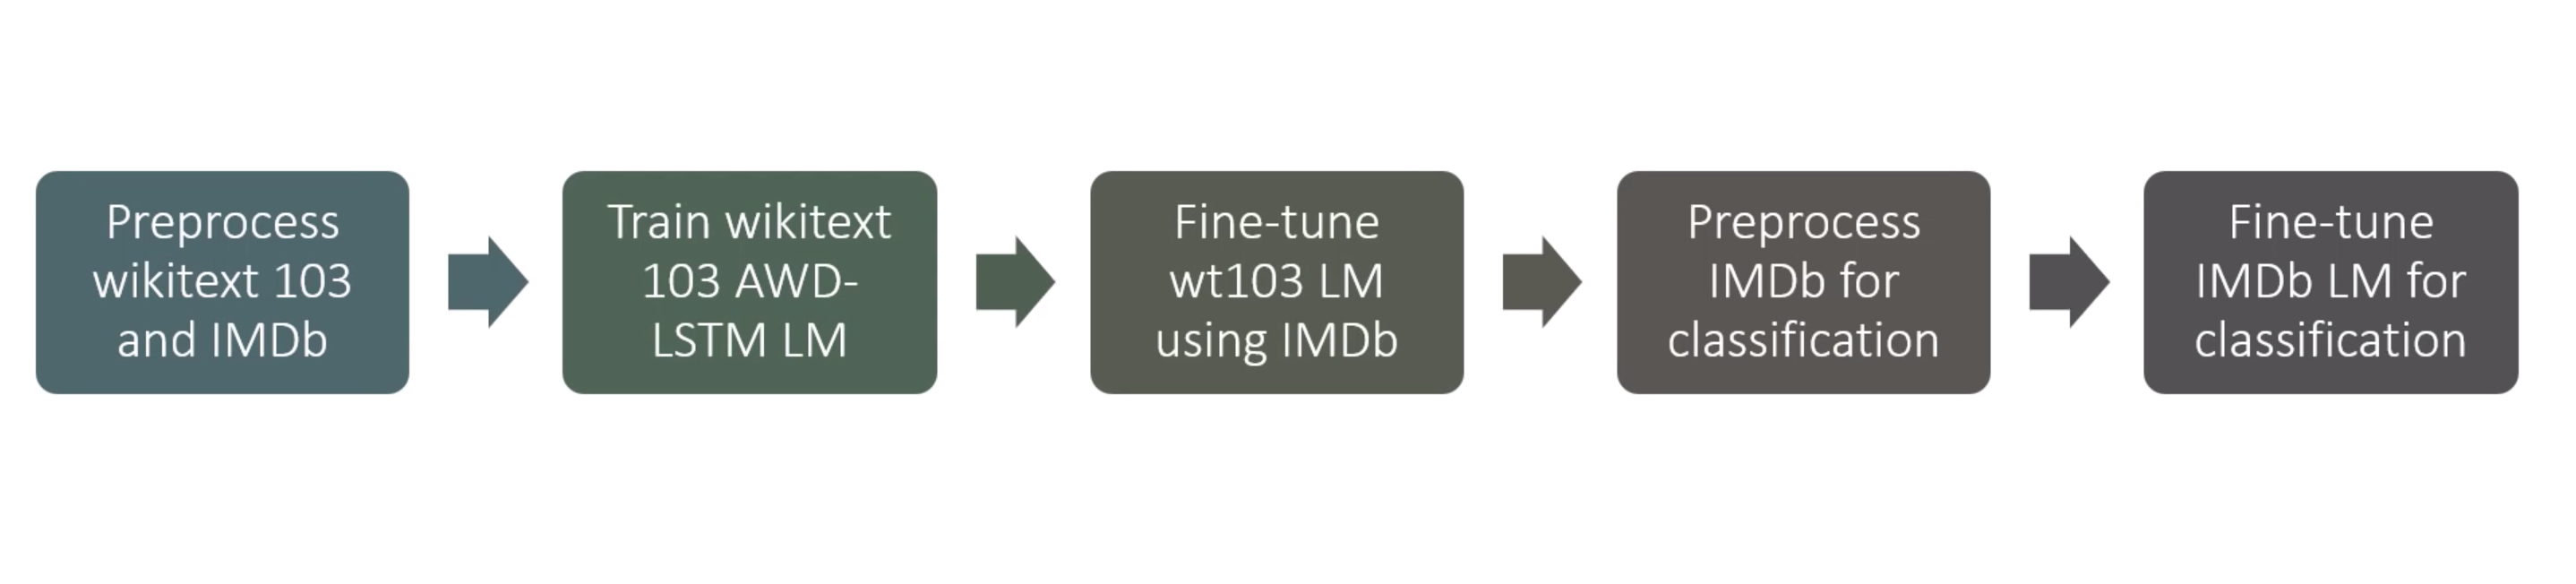 Preprocess
wikitext 103
and IMDb
Train wikitext
103 AWD-
LSTM LM
Fine-tune
wt103 LM
using IMDb
Preprocess
IMDb for
classification
Fine-tune
IMDb LM for
classification